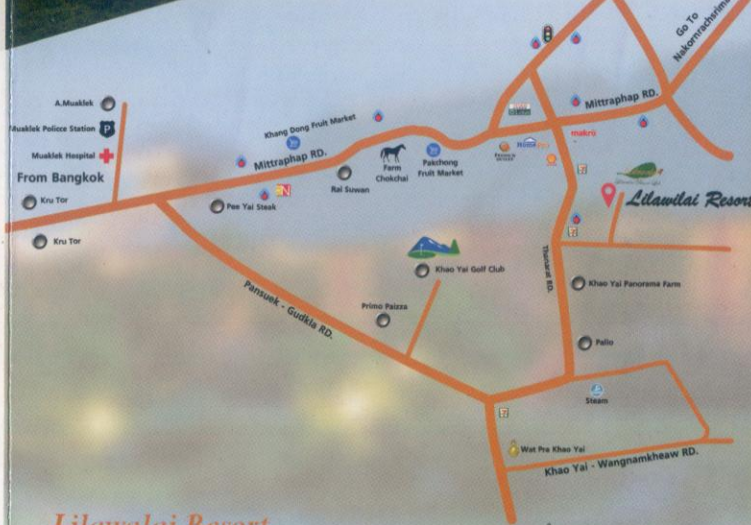 Go To
Nakornrachsrima
A.Muaklek
Muaklek Policce Station
P
Muaklek Hospital
From Bangkok
Kru Tor
Kru Tor
Khang Dong Fruit Market
Mittraphap RD.
Mittraphap RD.
Farm
Chokchai
Pakchong
Fruit Market
Rai Suwan
Pee Yai Steak
makro
Lilawilai Resort
Khao Yai Golf Club
Thanarat RD.
Khao Yai Panorama Farm
Primo Paizza
Pansuek - Gudkla RD.
Palio
Steam
Wat Pra Khao Yai
Khao Yai - Wangnamkheaw RD.
Lilawalai Resort